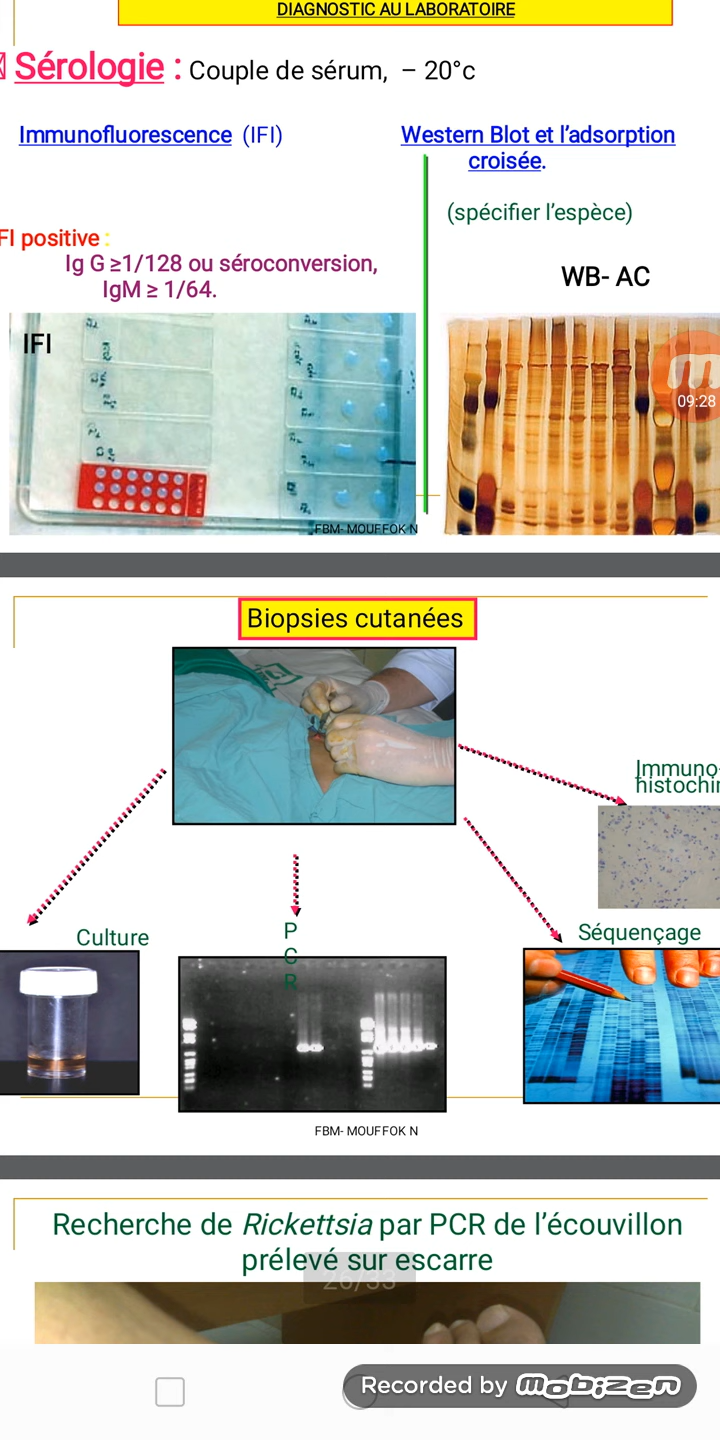 DIAGNOSTIC AU LABORATOIRE
Sérologie : Couple de sérum, – 20°c
Immunofluorescence (IFI)
Western Blot et l’adsorption
croisée.
(spécifier l’espèce)
FI positive :
Ig G ≥1/128 ou séroconversion,
IgM ≥ 1/64.
WB- AC
IFI
09:28
FBM- MOUFFOK N
Biopsies cutanées
Immuno-
histochi
Culture
P
C
R
Séquençage
FBM- MOUFFOK N
Recherche de Rickettsia par PCR de l’écouvillon
prélevé sur escarre
26/33
Recorded by mobizen